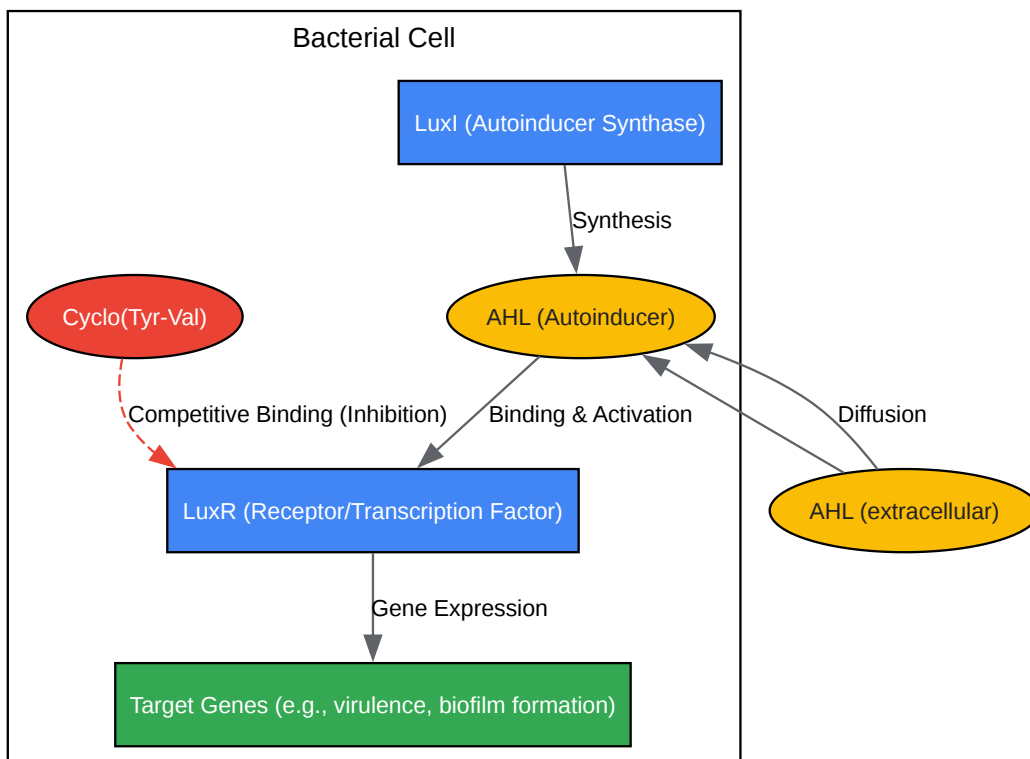 Bacterial Cell
LuxI (Autoinducer Synthase)
Synthesis
Cyclo(Tyr-Val)
AHL (Autoinducer)
Competitive Binding (Inhibition)
Binding & Activation
Diffusion
LuxR (Receptor/Transcription Factor)
AHL (extracellular)
Gene Expression
Target Genes (e.g., virulence, biofilm formation)